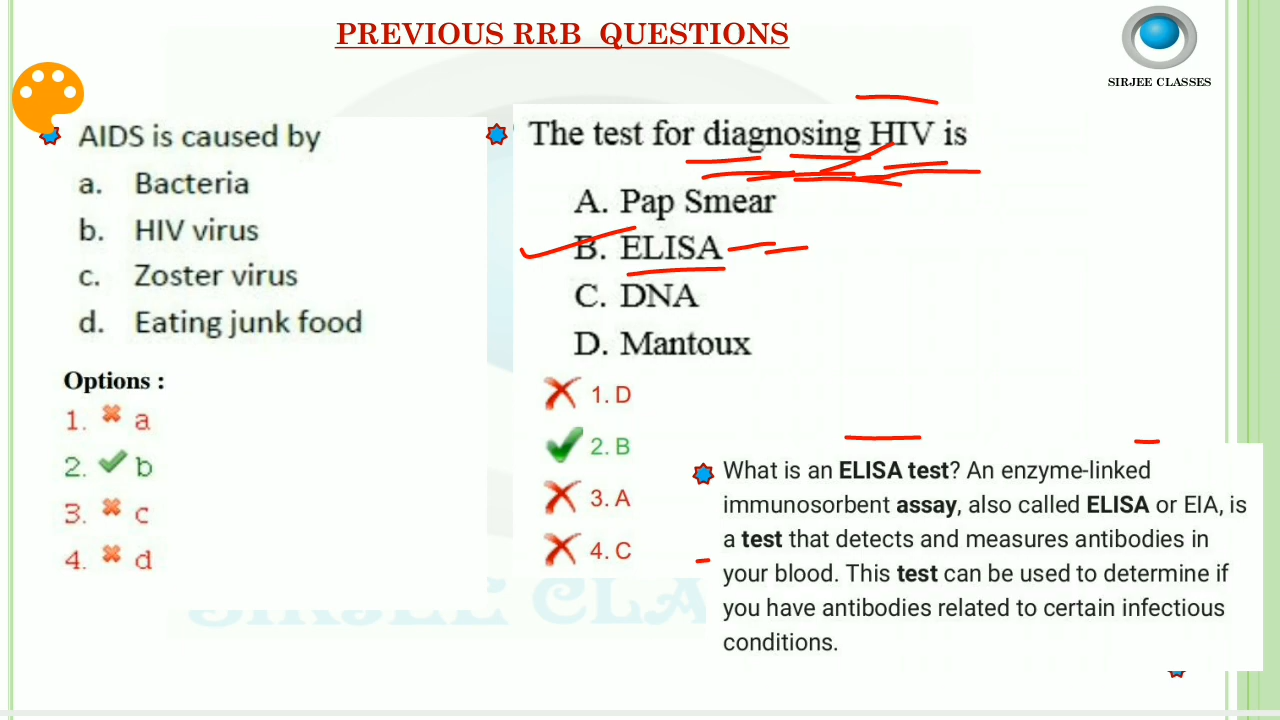 PREVIOUS RRB QUESTIONS
SIRJEE CLASSES
AIDS is caused by
a. Bacteria
b. HIV virus
c. Zoster virus
d. Eating junk food
Options :
1. a
2. b
3. c
4. d
The test for diagnosing HIV is
A. Pap Smear
B. ELISA
C. DNA
D. Mantoux
1. D
2. B
3. A
4. C
What is an ELISA test? An enzyme-linked
immunosorbent assay, also called ELISA or EIA, is
a test that detects and measures antibodies in
your blood. This test can be used to determine if
you have antibodies related to certain infectious
conditions.